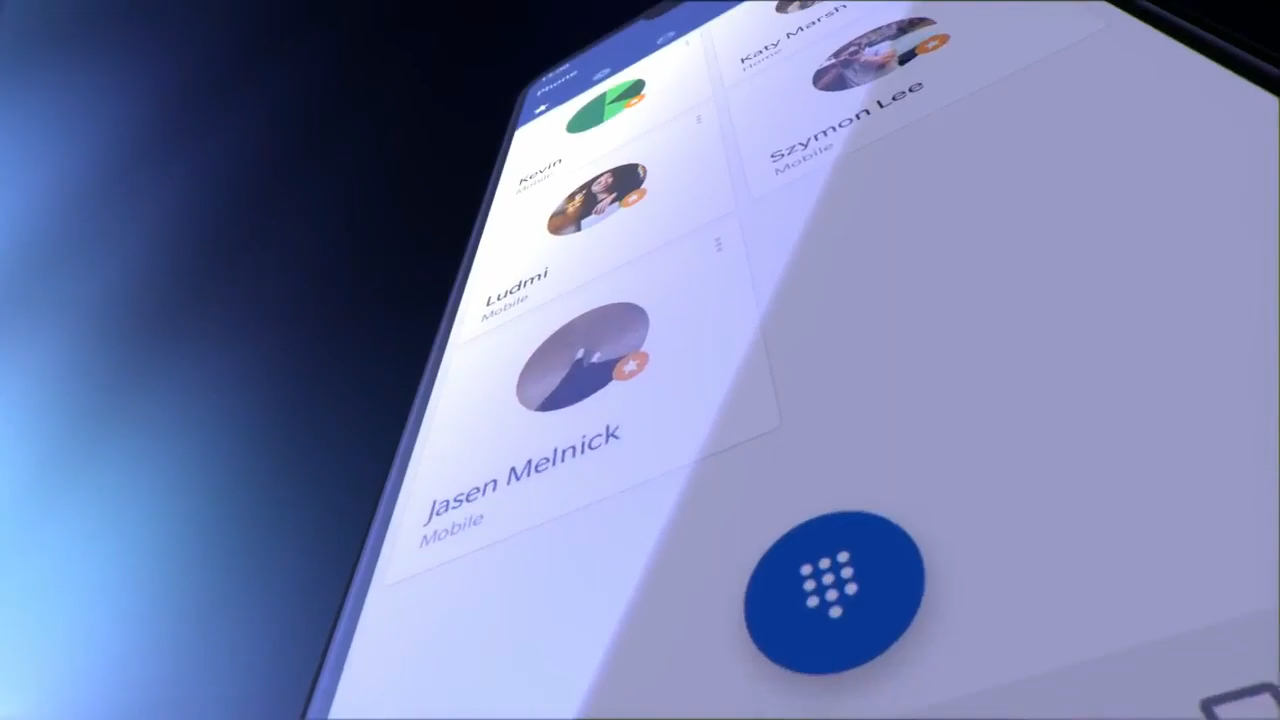 Phone
Kevin
Mobile
Katy Marsh
Home
Ludmi
Mobile
Szymon Lee
Mobile
Jasen Melnick
Mobile